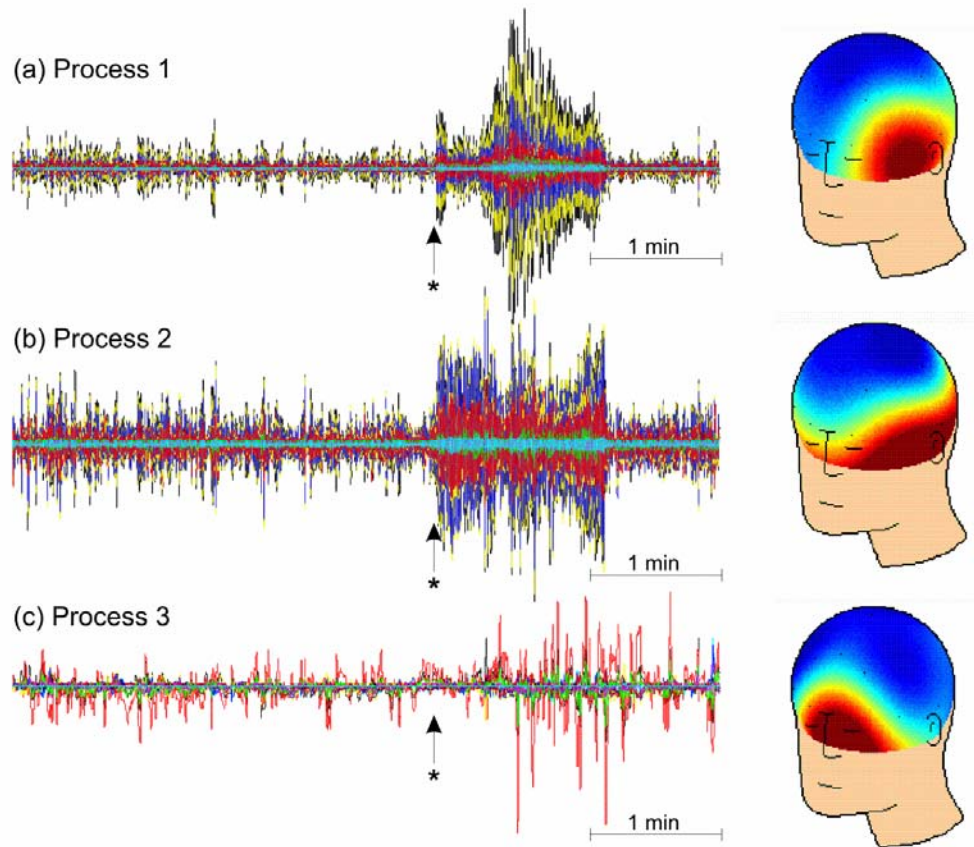 (a) Process 1
1 min
*
(b) Process 2
1 min
*
(c) Process 3
*
1 min